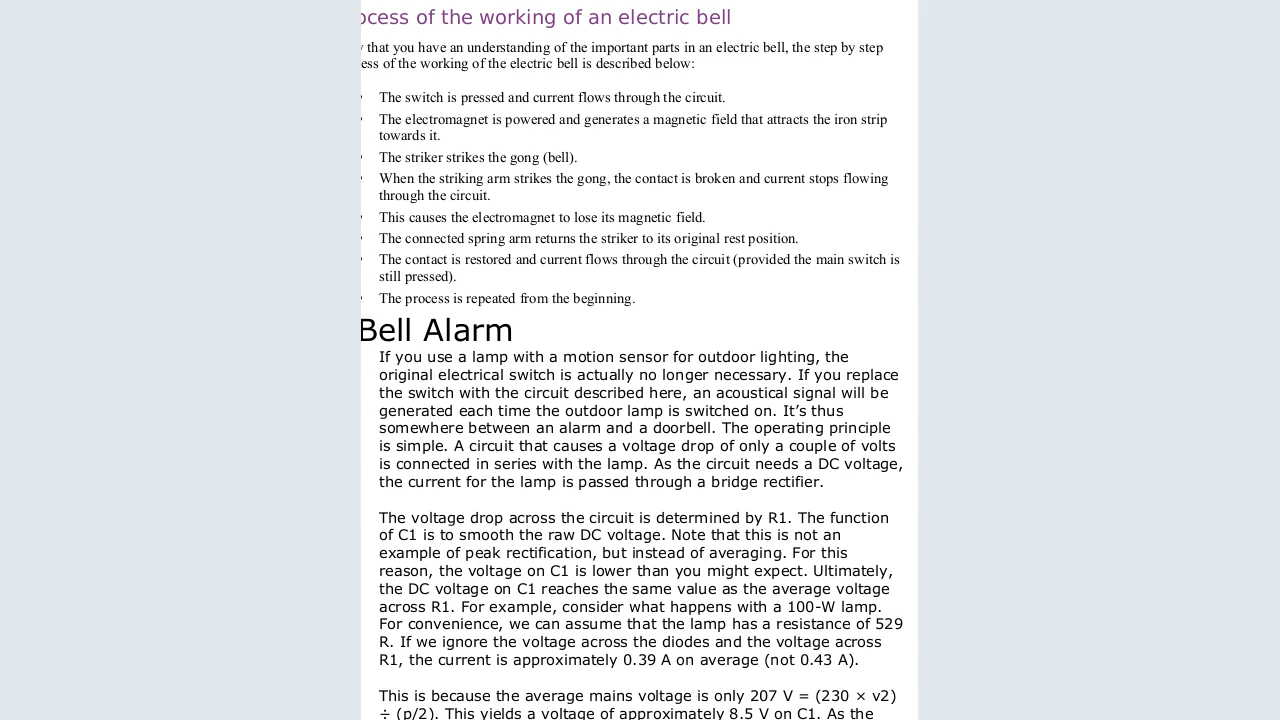 ocess of the working of an electric bell
that you have an understanding of the important parts in an electric bell, the step by step
ess of the working of the electric bell is described below:
• The switch is pressed and current flows through the circuit.
• The electromagnet is powered and generates a magnetic field that attracts the iron strip
towards it.
• The striker strikes the gong (bell).
• When the striking arm strikes the gong, the contact is broken and current stops flowing
through the circuit.
• This causes the electromagnet to lose its magnetic field.
• The connected spring arm returns the striker to its original rest position.
• The contact is restored and current flows through the circuit (provided the main switch is
still pressed).
• The process is repeated from the beginning.
Bell Alarm
If you use a lamp with a motion sensor for outdoor lighting, the
original electrical switch is actually no longer necessary. If you replace
the switch with the circuit described here, an acoustical signal will be
generated each time the outdoor lamp is switched on. It’s thus
somewhere between an alarm and a doorbell. The operating principle
is simple. A circuit that causes a voltage drop of only a couple of volts
is connected in series with the lamp. As the circuit needs a DC voltage,
the current for the lamp is passed through a bridge rectifier.
The voltage drop across the circuit is determined by R1. The function
of C1 is to smooth the raw DC voltage. Note that this is not an
example of peak rectification, but instead of averaging. For this
reason, the voltage on C1 is lower than you might expect. Ultimately,
the DC voltage on C1 reaches the same value as the average voltage
across R1. For example, consider what happens with a 100-W lamp.
For convenience, we can assume that the lamp has a resistance of 529
R. If we ignore the voltage across the diodes and the voltage across
R1, the current is approximately 0.39 A on average (not 0.43 A).
This is because the average mains voltage is only 207 V = (230 × v2)
÷ (p/2). This yields a voltage of approximately 8.5 V on C1. As the